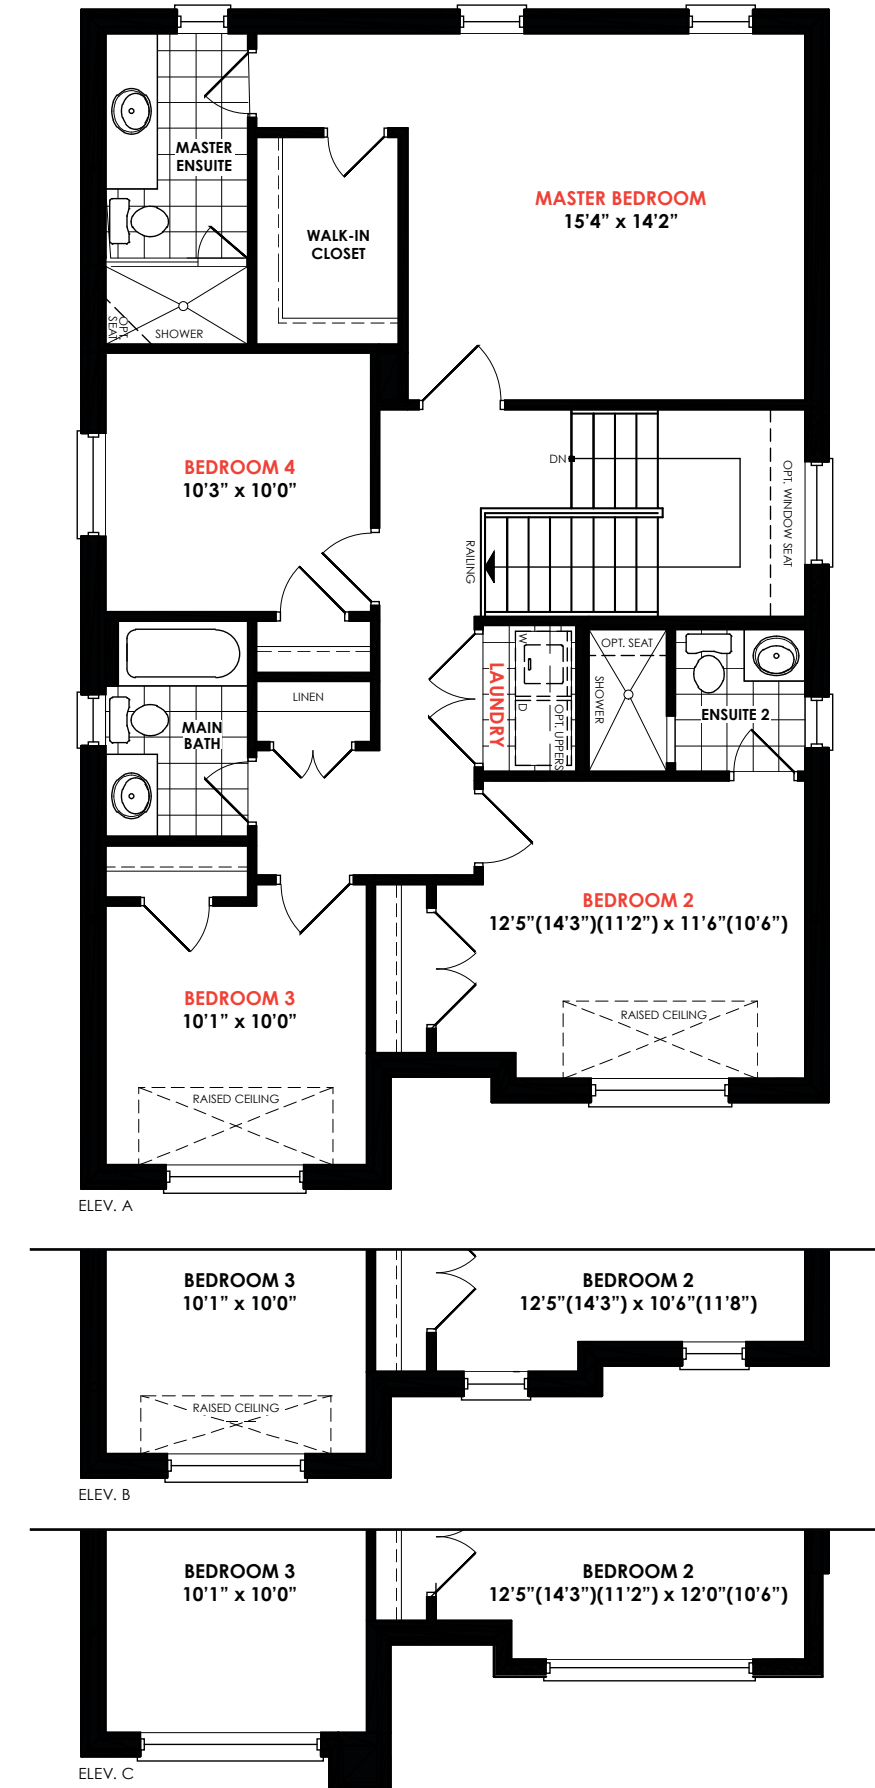 MASTER
ENSUITE
MASTER BEDROOM
15’4” x 14’2”
WALK-IN
CLOSET
OPT.
SEAT
SHOWER
BEDROOM 4
10’3” x 10’0”
DN
OPT. WINDOW SEAT
RAILING
LINEN
MAIN
BATH
LAUNDRY
W
D
OPT. UPPERS
OPT. SEAT
SHOWER
ENSUITE 2
BEDROOM 2
12’5”(14’3”)(11’2”) x 11’6”(10’6”)
BEDROOM 3
10’1” x 10’0”
RAISED CEILING
RAISED CEILING
ELEV. A
BEDROOM 3
10’1” x 10’0”
BEDROOM 2
12’5”(14’3”) x 10’6”(11’8”)
RAISED CEILING
ELEV. B
BEDROOM 3
10’1” x 10’0”
BEDROOM 2
12’5”(14’3”)(11’2”) x 12’0”(10’6”)
ELEV. C